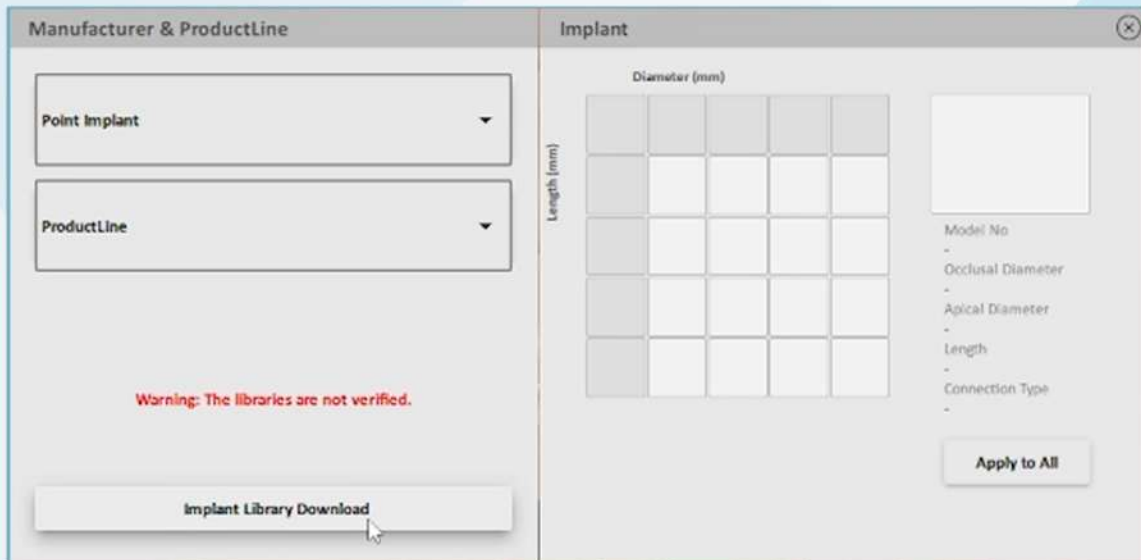 Manufacturer & ProductLine
Point Implant
ProductLine
Warning: The libraries are not verified.
Implant Library Download
Implant
Diameter (mm)
Length (mm)
Model No
-
Occlusal Diameter
-
Apical Diameter
-
Length
-
Connection Type
-
Apply to All